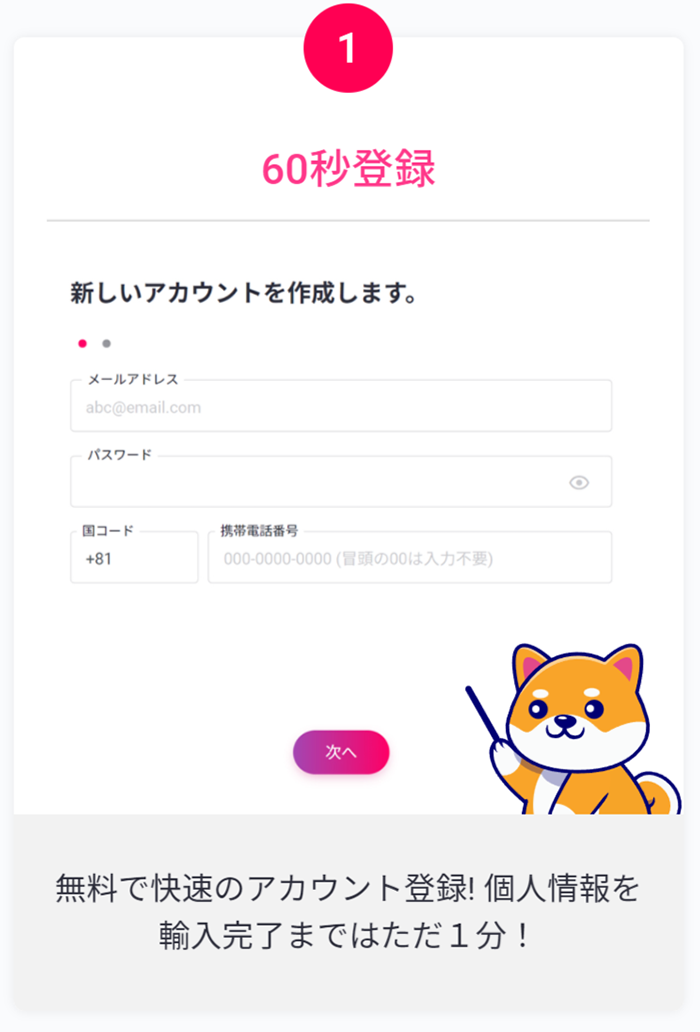 1
60秒登録
新しいアカウントを作成します。
メールアドレス
abc@email.com
パスワード
国コード 携帯電話番号
+81 000-0000-0000 (冒頭の00は入力不要)
次へ
無料で快速のアカウント登録! 個人情報を
輸入完了まではただ１分！